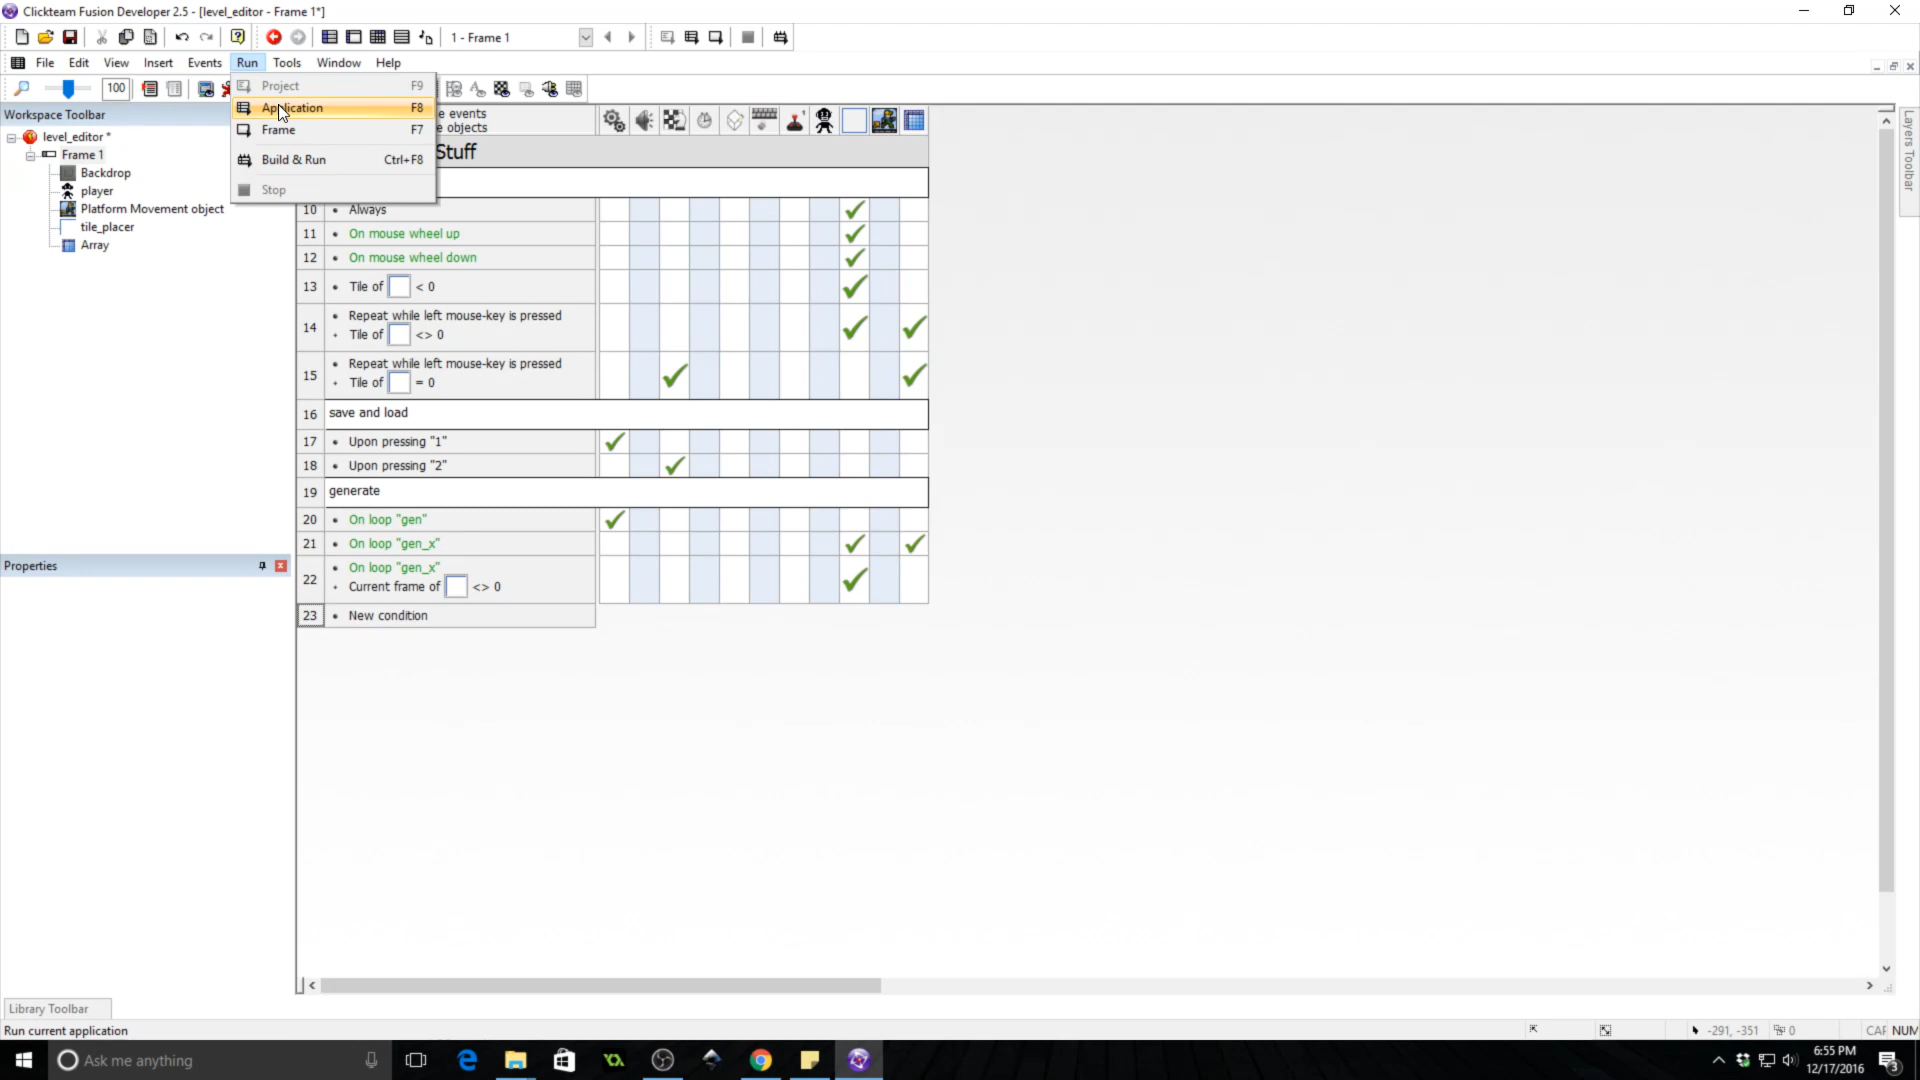 Clickteam Fusion Developer 2.5 - [level_editor - Frame 1*]
1 - Frame 1
File Edit View Insert Events Run Tools Window Help
100
Project F9
Application F8
Frame F7
Build & Run Ctrl+F8
Stop
Workspace Toolbar
level_editor *
Frame 1
Backdrop
player
Platform Movement object
tile_placer
Array
e events
e objects
Stuff
10 • Always
11 • On mouse wheel up
12 • On mouse wheel down
13 • Tile of < 0
14 • Repeat while left mouse-key is pressed
+ Tile of <> 0
15 • Repeat while left mouse-key is pressed
+ Tile of = 0
16 save and load
17 • Upon pressing "1"
18 • Upon pressing "2"
19 generate
20 • On loop "gen"
21 • On loop "gen_x"
22 • On loop "gen_x"
+ Current frame of <> 0
23 • New condition
Layers Toolbar
Properties
Library Toolbar
Run current application
-291, -351
0
CAP NUM
Ask me anything
6:55 PM
12/17/2016
3